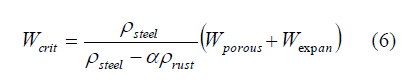 W_crit = ρ_steel / (ρ_steel − αρ_rust) (W_porous + W_expan) (6)